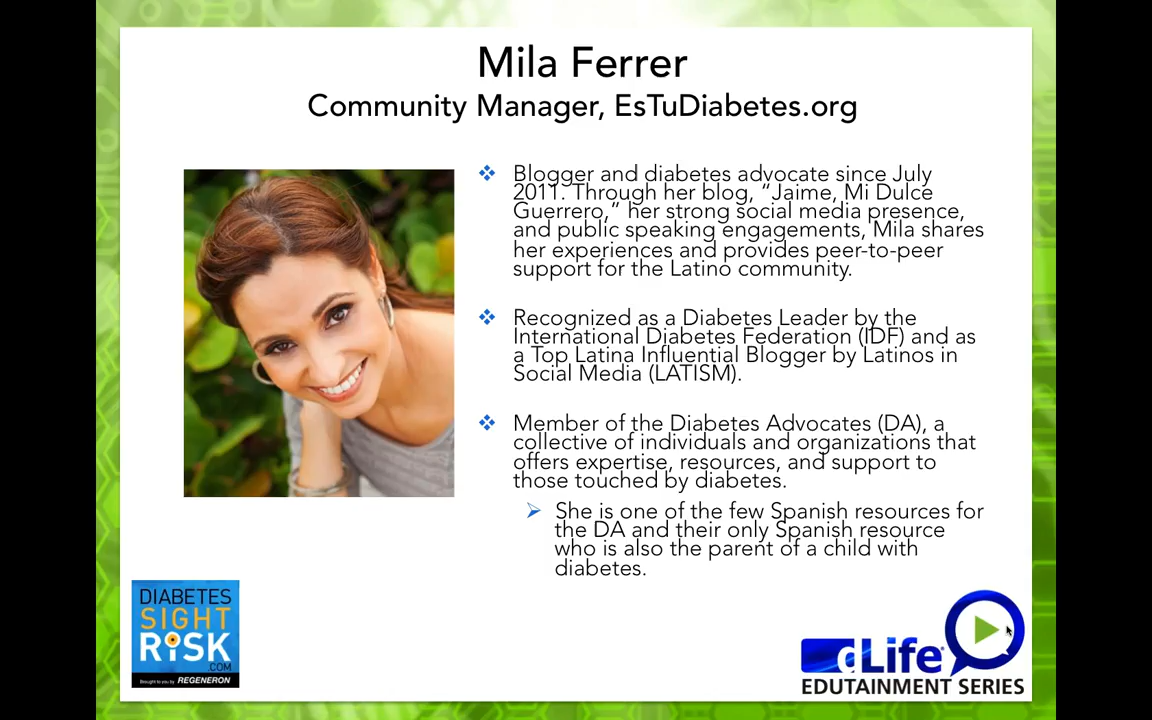 Mila Ferrer
Community Manager, EsTuDiabetes.org
Blogger and diabetes advocate since July
2011. Through her blog, “Jaime, Mi Dulce
Guerrero,” her strong social media presence,
and public speaking engagements, Mila shares
her experiences and provides peer-to-peer
support for the Latino community.
Recognized as a Diabetes Leader by the
International Diabetes Federation (IDF) and as
a Top Latina Influential Blogger by Latinos in
Social Media (LATISM).
Member of the Diabetes Advocates (DA), a
collective of individuals and organizations that
offers expertise, resources, and support to
those touched by diabetes.
She is one of the few Spanish resources for
the DA and their only Spanish resource
who is also the parent of a child with
diabetes.
DIABETES
SIGHT
RISK
.COM
Brought to you by REGENERON
dLife
EDUTAINMENT SERIES